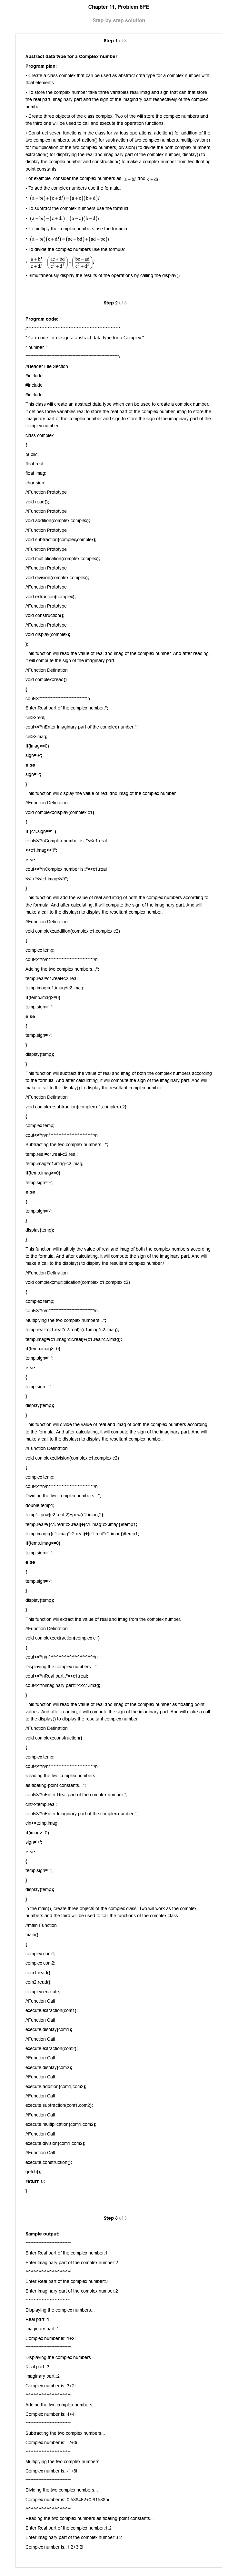 Chapter 11, Problem 5PE
Step-by-step solution
Step 1 of 3
Abstract data type for a Complex number
Program plan:
• Create a class complex that can be used as abstract data type for a complex number with
float elements.
• To store the complex number take three variables real, imag and sign that can store
the real part, imaginary part and the sign of the imaginary part respectively of the complex
number.
• Create three objects of the class complex. Two of the will store the complex numbers and
the third one will be used to call and execute the operation functions.
• Construct seven functions in the class for various operations, addition() for addition of the
two complex numbers, subtraction() for subtraction of two complex numbers, multiplication()
for multiplication of the two complex numbers, division() to divide the both complex numbers,
extraction() for displaying the real and imaginary part of the complex number, display() to
display the complex number and construction() to make a complex number from two floating-
point constants.
For example, consider the complex numbers as a + bi and c + di
• To add the complex numbers use the formula:
• (a + bi)+(c + di)=(a + c)(b + d)i
• To subtract the complex numbers use the formula:
• (a + bi)-(c + di)=(a - c)(b - d)i
• To multiply the complex numbers use the formula:
• (a + bi)(c + di)=(ac - bd)+(ad + bc)i
• To divide the complex numbers use the formula:
• (a + bi)/(c + di)=((ac + bd)/(c² + d²))+((bc - ad)/(c² + d²))i
• Simultaneously display the results of the operations by calling the display().
Step 2 of 3
Program code:
/**********************************************
* C++ code for design a abstract data type for a Complex *
* number. *
**********************************************/
//Header File Section
#include
#include
#include
This class will create an abstract data type which can be used to create a complex number.
It defines three variables real to store the real part of the complex number, imag to store the
imaginary part of the complex number and sign to store the sign of the imaginary part of the
complex number.
class complex
{
public:
float real;
float imag;
char sign;
//Function Prototype
void read();
//Function Prototype
void addition(complex,complex);
//Function Prototype
void subtraction(complex,complex);
//Function Prototype
void multiplication(complex,complex);
//Function Prototype
void division(complex,complex);
//Function Prototype
void extraction(complex);
//Function Prototype
void construction();
//Function Prototype
void display(complex);
};
This function will read the value of real and imag of the complex number. And after reading,
it will compute the sign of the imaginary part.
//Function Defination
void complex::read()
{
Enter Real part of the complex number:";
cin>>real;
cout<<"\nEnter Imaginary part of the complex number:";
cin>>imag;
if(imag>=0)
sign='+';
else
sign='-';
}
This function will display the value of real and imag of the complex number.
//Function Defination
void complex::display(complex c1)
{
if (c1.sign=='-')
cout<<"\nComplex number is :"<<c1.real
<<c1.imag<<"i";
else
cout<<"\nComplex number is :"<<c1.real
<<"+"<<c1.imag<<"i";
}
This function will add the value of real and imag of both the complex numbers according to
the formula. And after calculating, it will compute the sign of the imaginary part. And will
make a call to the display() to display the resultant complex number.
//Function Defination
void complex::addition(complex c1,complex c2)
{
complex temp;
Adding the two complex numbers...";
temp.real=c1.real+c2.real;
temp.imag=c1.imag+c2.imag;
if(temp.imag>=0)
temp.sign='+';
else
{
temp.sign='-';
}
display(temp);
}
This function will subtract the value of real and imag of both the complex numbers according
to the formula. And after calculating, it will compute the sign of the imaginary part. And will
make a call to the display() to display the resultant complex number.
//Function Defination
void complex::subtraction(complex c1,complex c2)
{
complex temp;
Subtracting the two complex numbers...";
temp.real=c1.real-c2.real;
temp.imag=c1.imag-c2.imag;
if(temp.imag>=0)
temp.sign='+';
else
{
temp.sign='-';
}
display(temp);
}
This function will multiply the value of real and imag of both the complex numbers according
to the formula. And after calculating, it will compute the sign of the imaginary part. And will
make a call to the display() to display the resultant complex number.\
//Function Defination
void complex::multiplication(complex c1,complex c2)
{
complex temp;
Multiplying the two complex numbers...";
temp.real=(c1.real*c2.real)-(c1.imag*c2.imag);
temp.imag=(c1.imag*c2.real)+(c1.real*c2.imag);
if(temp.imag>=0)
temp.sign='+';
else
{
temp.sign='-';
}
display(temp);
}
This function will divide the value of real and imag of both the complex numbers according
to the formula. And after calculating, it will compute the sign of the imaginary part. And will
make a call to the display() to display the resultant complex number.
//Function Defination
void complex::division(complex c1,complex c2)
{
complex temp;
Dividing the two complex numbers...";
double temp1;
temp1=pow(c2.real,2)+pow(c2.imag,2);
temp.real=((c1.real*c2.real)+(c1.imag*c2.imag))/temp1;
temp.imag=((c1.imag*c2.real)-(c1.real*c2.imag))/temp1;
if(temp.imag>=0)
temp.sign='+';
else
{
temp.sign='-';
}
display(temp);
}
This function will extract the value of real and imag from the complex number.
//Function Defination
void complex::extraction(complex c1)
{
Displaying the complex numbers...";
cout<<"\nReal part: "<<c1.real;
cout<<"\nImaginary part: "<<c1.imag;
}
This function will read the value of real and imag of the complex number as floating point
values. And after reading, it will compute the sign of the imaginary part. And will make a call
to the display() to display the resultant complex number.
//Function Defination
void complex::construction()
{
complex temp;
Reading the two complex numbers
as floating-point constants...";
cout<<"\nEnter Real part of the complex number:";
cin>>temp.real;
cout<<"\nEnter Imaginary part of the complex number:";
cin>>temp.imag;
if(imag>=0)
sign='+';
else
{
temp.sign='-';
}
display(temp);
}
In the main(), create three objects of the complex class. Two will work as the complex
numbers and the third will be used to call the functions of the complex class.
//main Function
main()
{
complex com1;
complex com2;
com1.read();
com2.read();
complex execute;
//Function Call
execute.extraction(com1);
//Function Call
execute.display(com1);
//Function Call
execute.extraction(com2);
//Function Call
execute.display(com2);
//Function Call
execute.addition(com1,com2);
//Function Call
execute.subtraction(com1,com2);
//Function Call
execute.multiplication(com1,com2);
//Function Call
execute.division(com1,com2);
//Function Call
execute.construction();
getch();
return 0;
}
Step 3 of 3
Sample output:
Enter Real part of the complex number:1
Enter Imaginary part of the complex number:2
Enter Real part of the complex number:3
Enter Imaginary part of the complex number:2
Displaying the complex numbers...
Real part: 1
Imaginary part: 2
Complex number is :1+2i
Displaying the complex numbers...
Real part: 3
Imaginary part: 2
Complex number is :3+2i
Adding the two complex numbers...
Complex number is :4+4i
Subtracting the two complex numbers...
Complex number is :-2+0i
Multiplying the two complex numbers...
Complex number is :-1+8i
Dividing the two complex numbers...
Complex number is :0.538462+0.615385i
Reading the two complex numbers as floating-point constants...
Enter Real part of the complex number:1.2
Enter Imaginary part of the complex number:3.2
Complex number is :1.2+3.2i